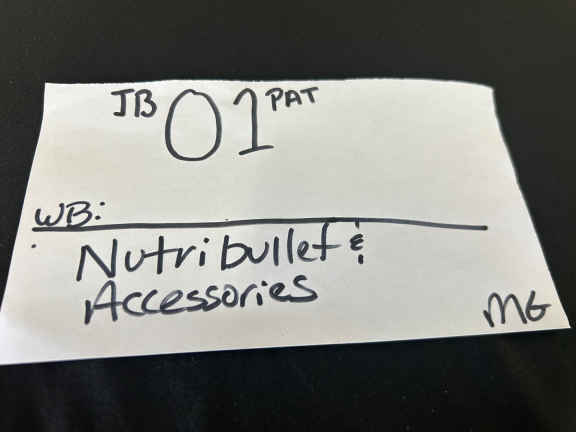 JB 01 PAT
WB:
Nutribullet &
Accessories
MG